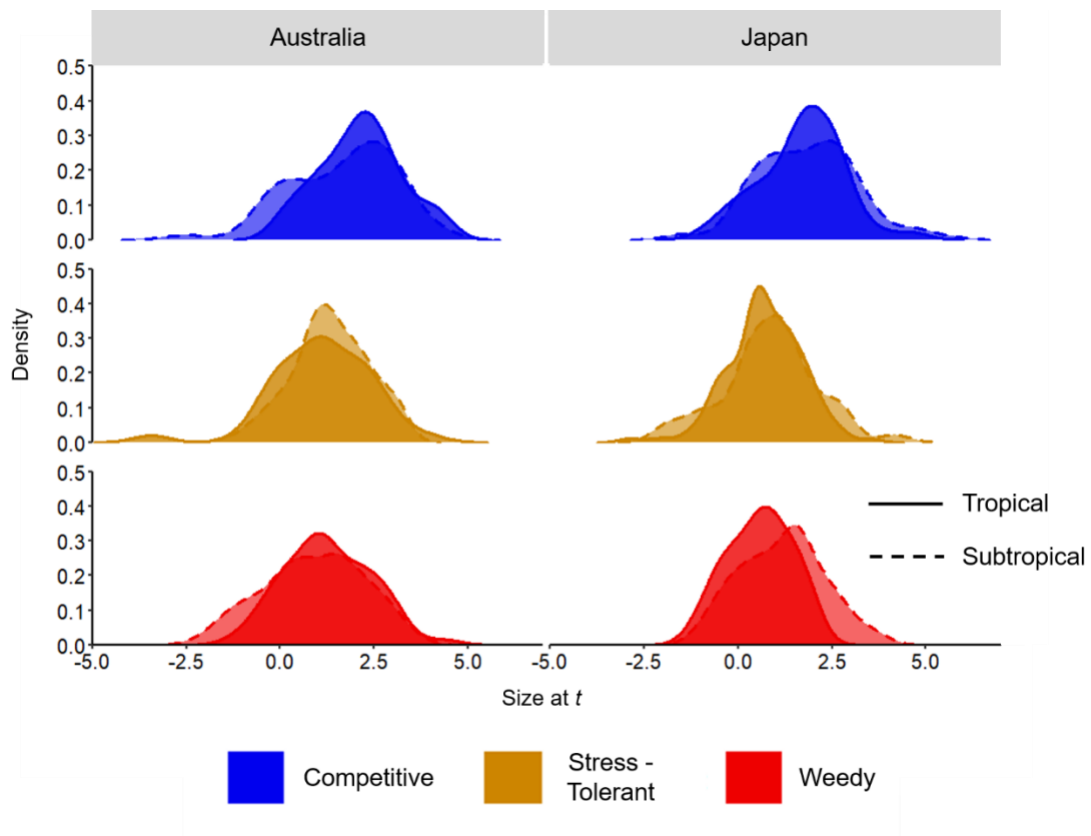 Australia
Japan
0.5
0.4
0.3
0.2
0.1
0.0
0.5
0.4
0.3
0.2
0.1
0.0
0.5
0.4
0.3
0.2
0.1
0.0
Density
Tropical
Subtropical
-5.0 -2.5 0.0 2.5 5.0 -5.0 -2.5 0.0 2.5 5.0
Size at t
Competitive
Stress -
Tolerant
Weedy